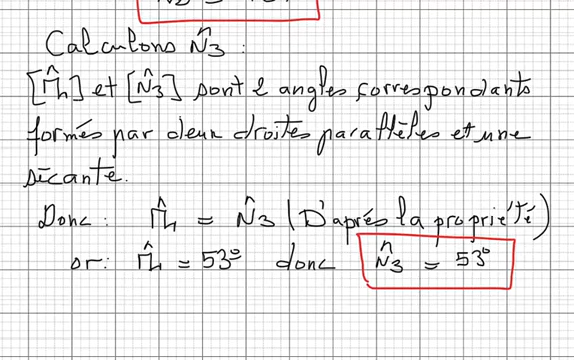 Calculons N̂3 :
[M̂1] et [N̂3] sont 2 angles correspondants
formés par deux droites parallèles et une
sécante.
Donc : M̂1 = N̂3 (D'après la propriété)
or : M̂1 = 53° donc N̂3 = 53°